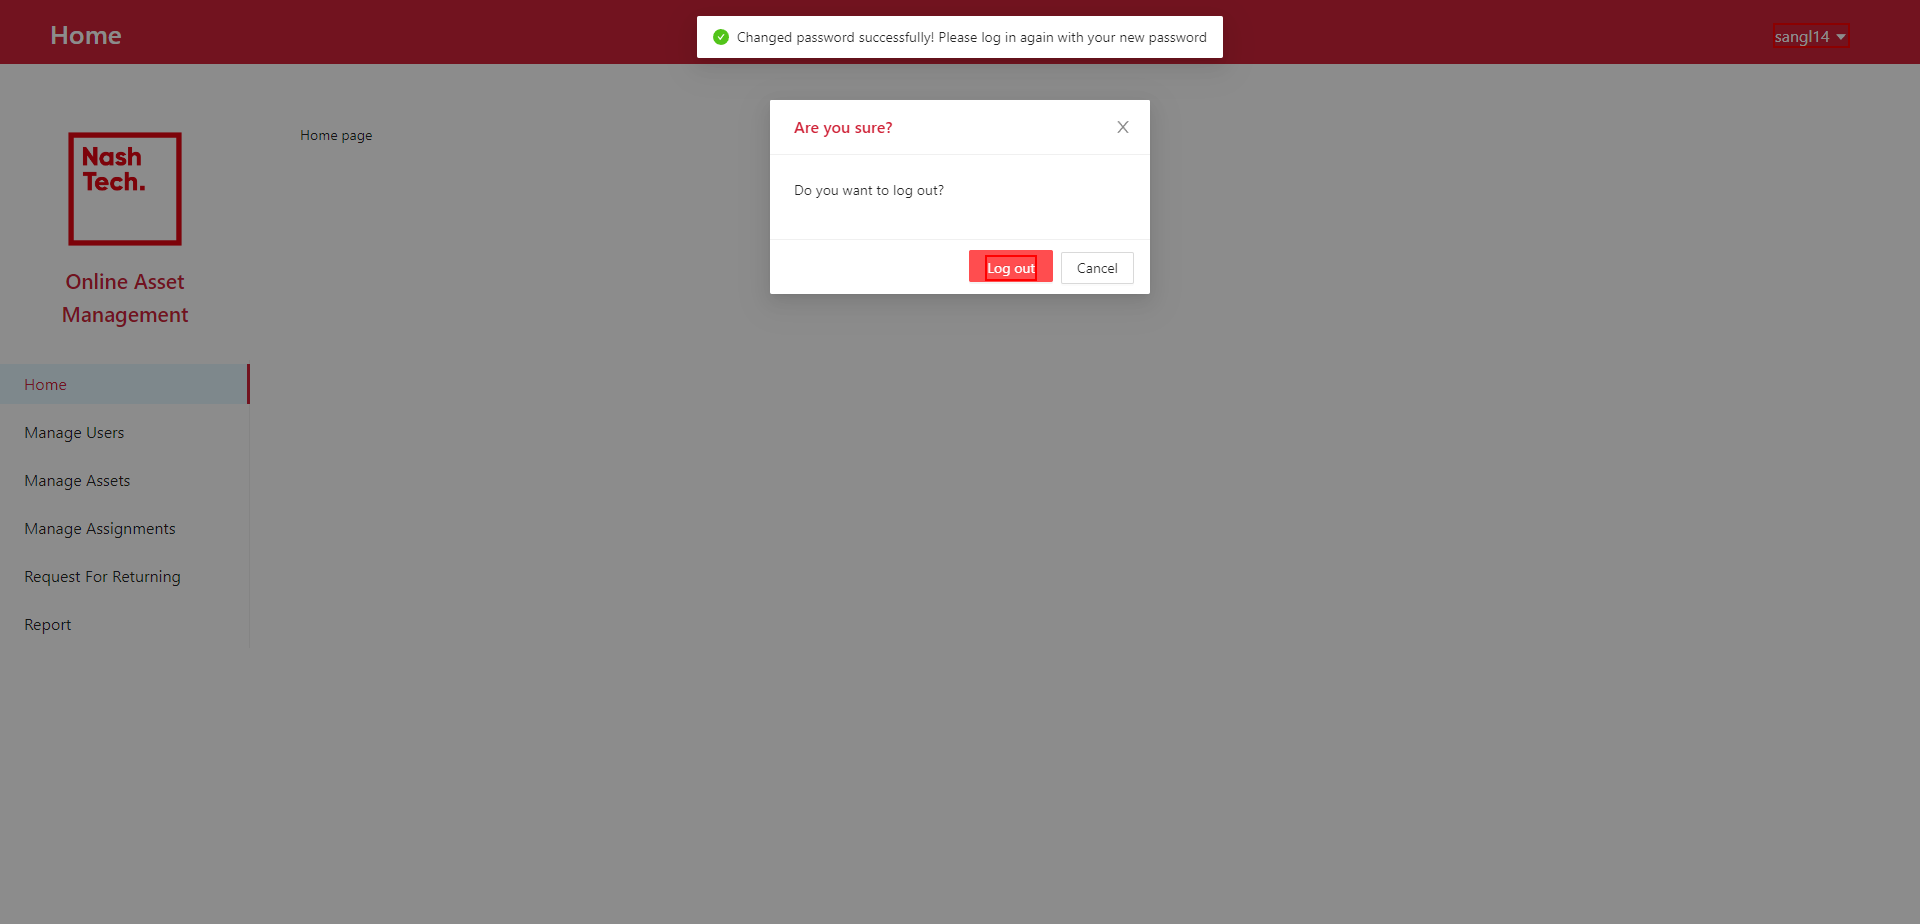 Home
Changed password successfully! Please log in again with your new password
sangl14
Nash
Tech.
Online Asset
Management
Home
Manage Users
Manage Assets
Manage Assignments
Request For Returning
Report
Home page
Are you sure?
Do you want to log out?
Log out
Cancel